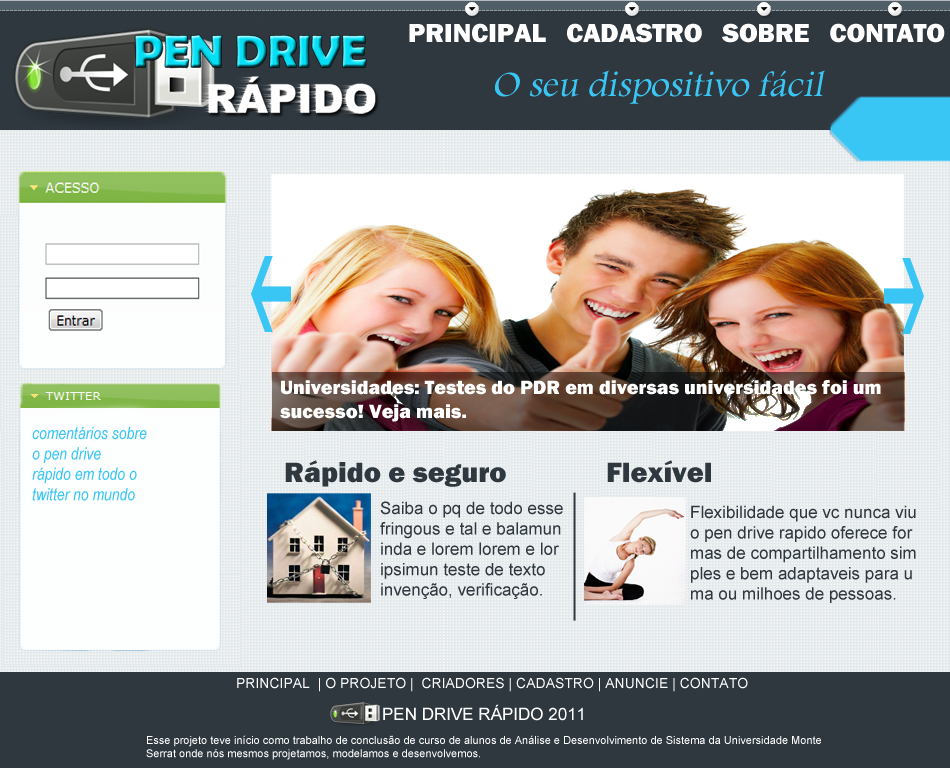 PRINCIPAL CADASTRO SOBRE CONTATO
PEN DRIVE
RÁPIDO
O seu dispositivo fácil
ACESSO
Entrar
TWITTER
comentários sobre
o pen drive
rápido em todo o
twitter no mundo
Universidades: Testes do PDR em diversas universidades foi um
sucesso! Veja mais.
Rápido e seguro
Saiba o pq de todo esse
fringous e tal e balamun
inda e lorem lorem e lor
ipsimun teste de texto
invenção, verificação.
Flexível
Flexibilidade que vc nunca viu
o pen drive rapido oferece for
mas de compartilhamento sim
ples e bem adaptaveis para u
ma ou milhoes de pessoas.
PRINCIPAL | O PROJETO | CRIADORES | CADASTRO | ANUNCIE | CONTATO
PEN DRIVE RÁPIDO 2011
Esse projeto teve início como trabalho de conclusão de curso de alunos de Análise e Desenvolvimento de Sistema da Universidade Monte
Serrat onde nós mesmos projetamos, modelamos e desenvolvemos.